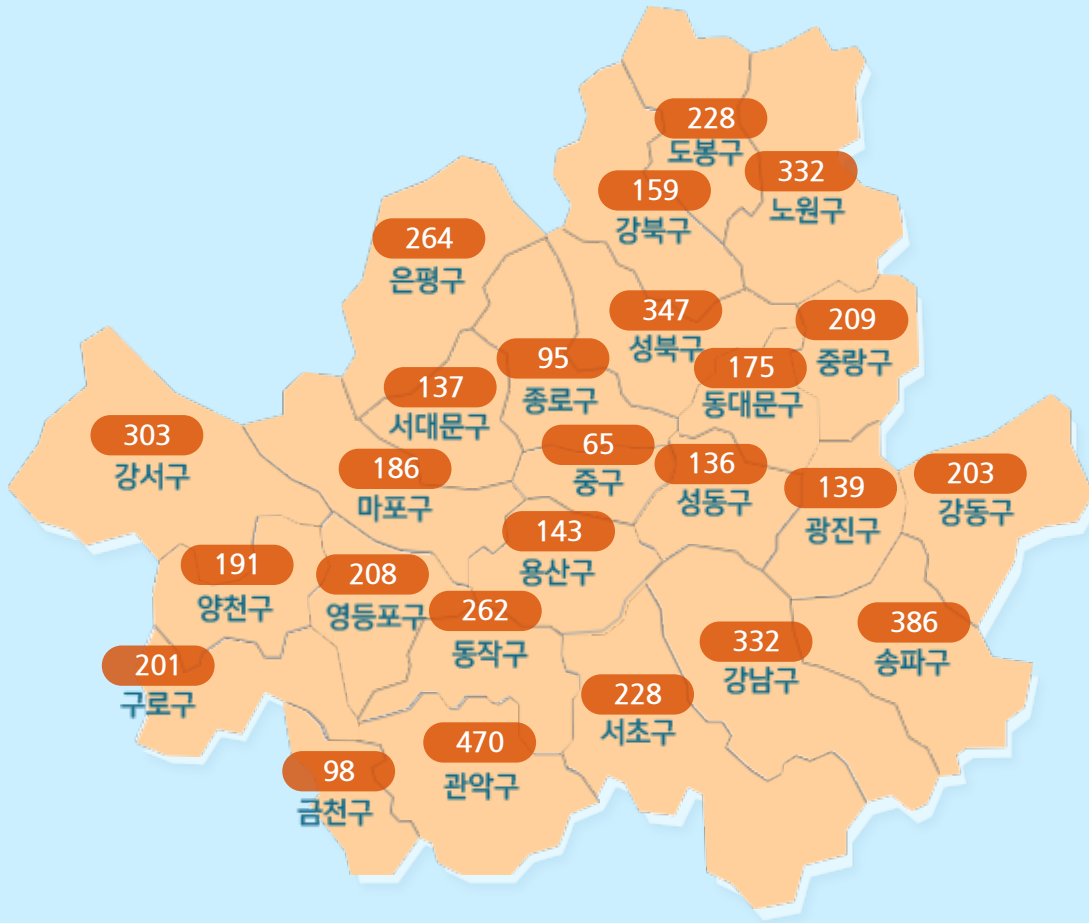 228
도봉구
332
노원구
159
강북구
264
은평구
347
성북구
209
중랑구
95
종로구
175
동대문구
137
서대문구
303
강서구
65
중구
186
마포구
136
성동구
139
광진구
203
강동구
143
용산구
191
양천구
208
영등포구
262
동작구
386
송파구
332
강남구
201
구로구
228
서초구
470
관악구
98
금천구